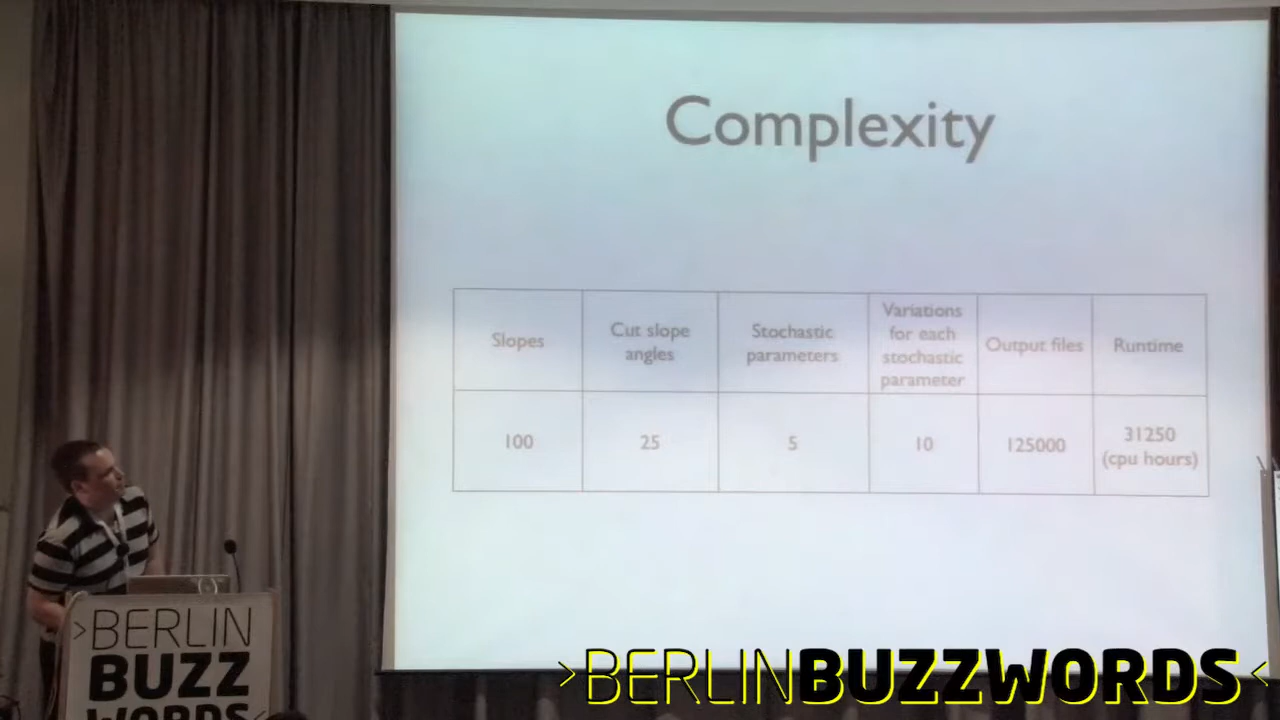 Complexity
Slopes
Cut slope
angles
Stochastic
parameters
Variations
for each
stochastic
parameter
Output files
Runtime
100
25
5
10
125000
31250
(cpu hours)
>BERLIN
BUZZ
WORDS<
>BERLINBUZZWORDS<